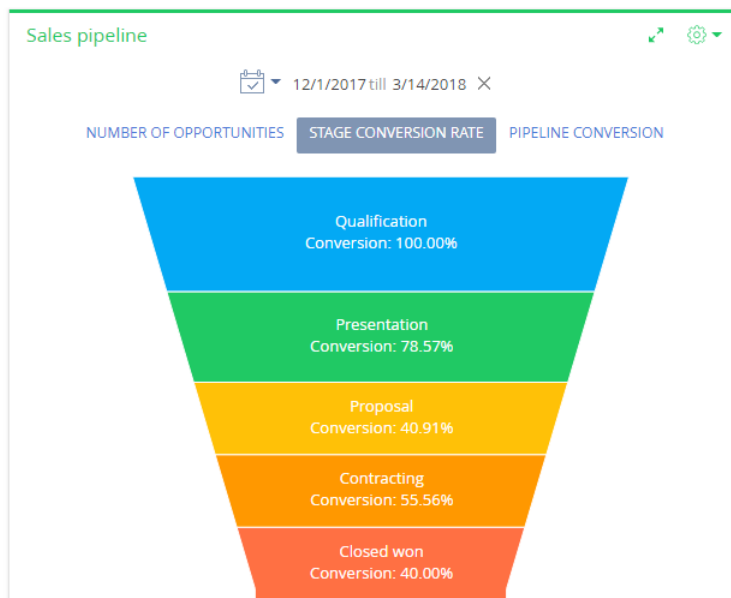 Sales pipeline
12/1/2017 till 3/14/2018
NUMBER OF OPPORTUNITIES STAGE CONVERSION RATE PIPELINE CONVERSION
Qualification
Conversion: 100.00%
Presentation
Conversion: 78.57%
Proposal
Conversion: 40.91%
Contracting
Conversion: 55.56%
Closed won
Conversion: 40.00%